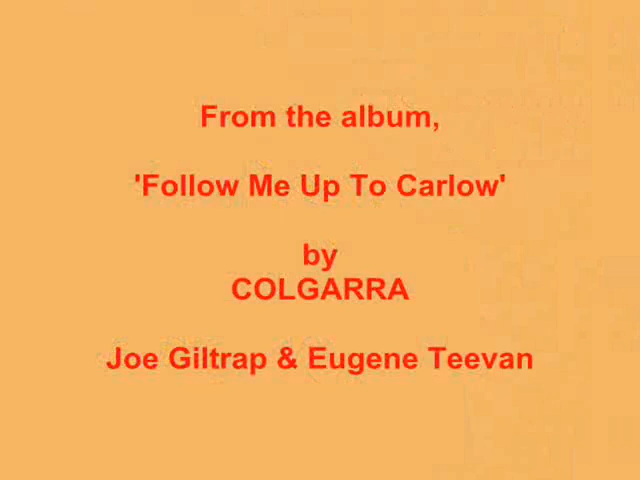 From the album,
'Follow Me Up To Carlow'
by
COLGARRA
Joe Giltrap & Eugene Teevan